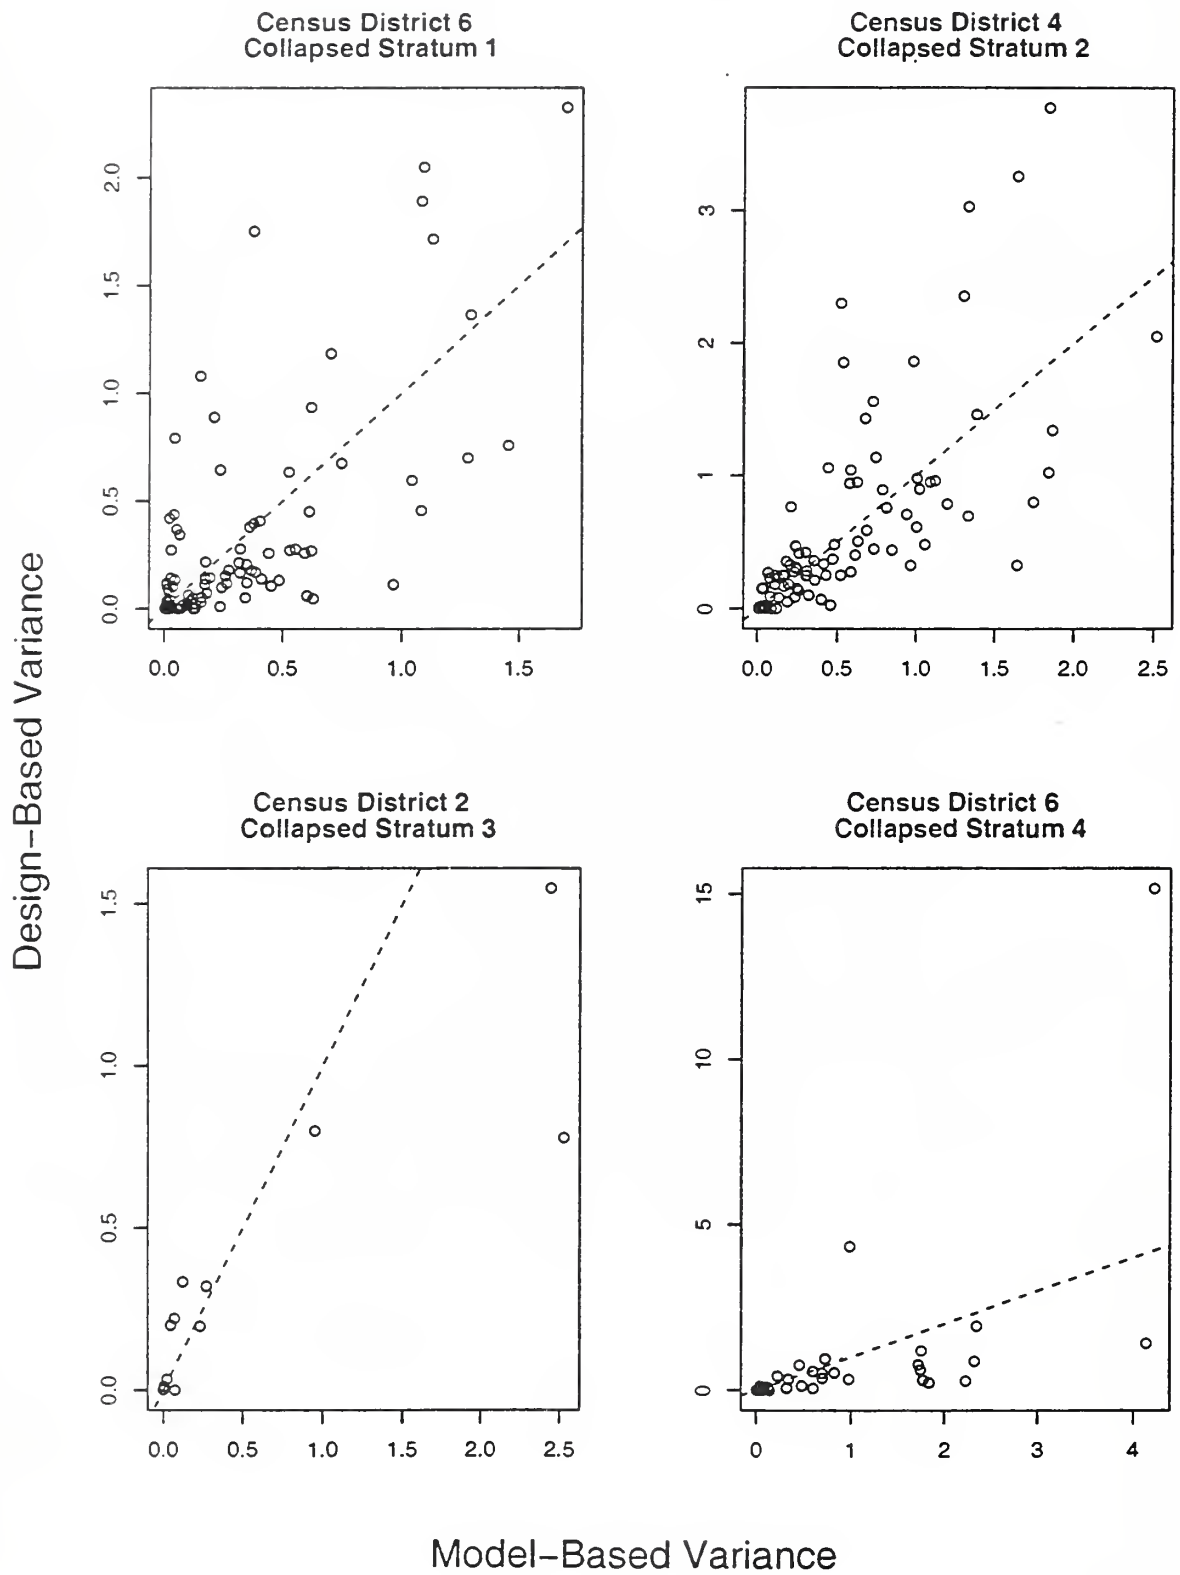 Census District 6
Collapsed Stratum 1
2.0
1.5
1.0
0.5
0.0
0.0 0.5 1.0 1.5
Census District 4
Collapsed Stratum 2
3
2
1
0
0.0 0.5 1.0 1.5 2.0 2.5
Design-Based Variance
Census District 2
Collapsed Stratum 3
1.5
1.0
0.5
0.0
0.0 0.5 1.0 1.5 2.0 2.5
Census District 6
Collapsed Stratum 4
15
10
5
0
0 1 2 3 4
Model-Based Variance